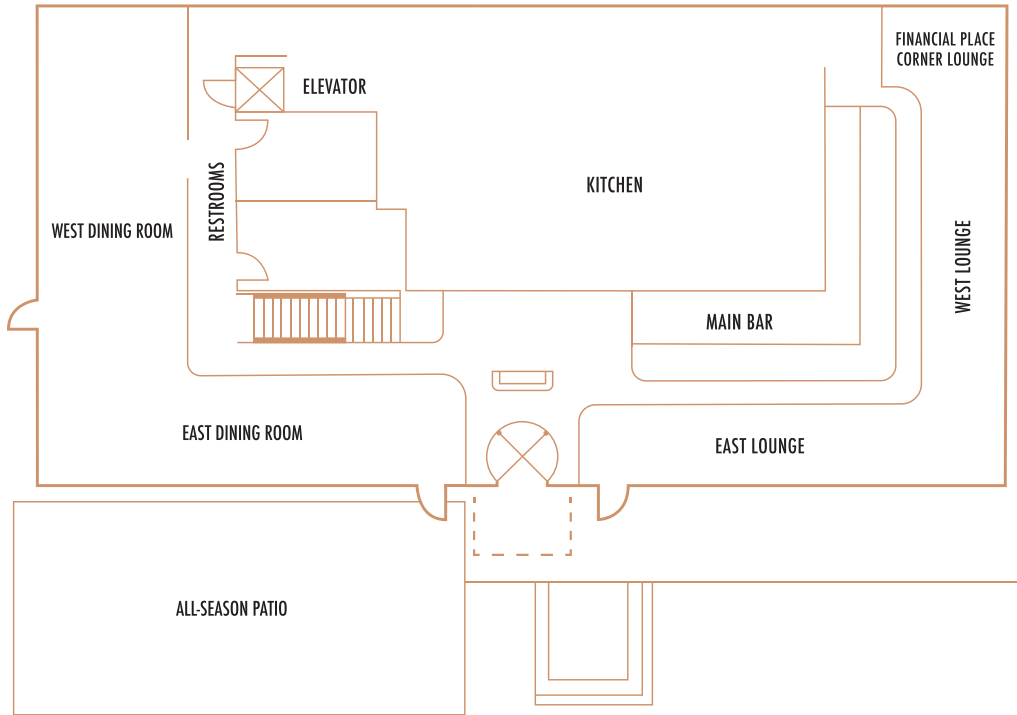 FINANCIAL PLACE
CORNER LOUNGE
ELEVATOR
KITCHEN
RESTROOMS
WEST DINING ROOM
WEST LOUNGE
MAIN BAR
EAST DINING ROOM
EAST LOUNGE
ALL-SEASON PATIO